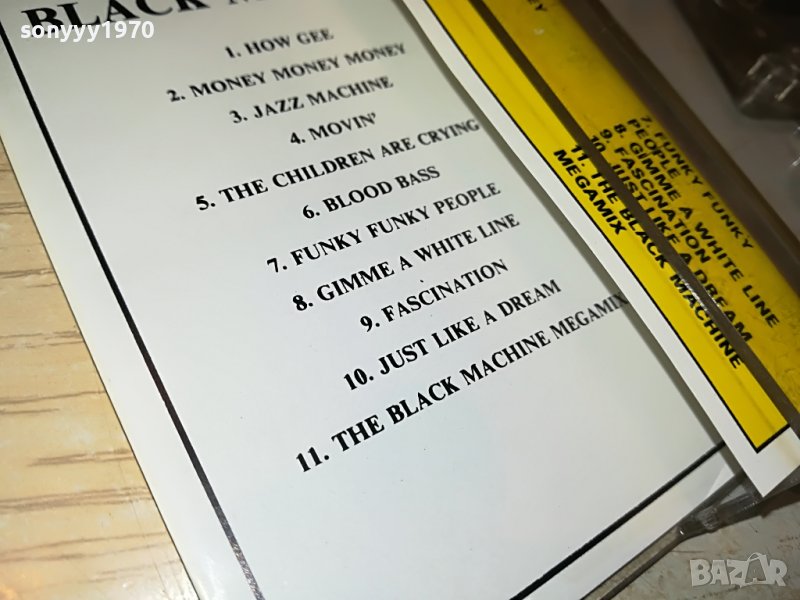 sonyyy1970
BLACK
1. HOW GEE
2. MONEY MONEY MONEY
3. JAZZ MACHINE
4. MOVIN'
5. THE CHILDREN ARE CRYING
6. BLOOD BASS
7. FUNKY FUNKY PEOPLE
8. GIMME A WHITE LINE
9. FASCINATION
10. JUST LIKE A DREAM
11. THE BLACK MACHINE MEGAMIX
7. FUNKY FUNKY
PEOPLE
8. GIMME A WHITE LINE
9. FASCINATION
10. JUST LIKE A DREAM
11. THE BLACK MACHINE
MEGAMIX
BAZAR